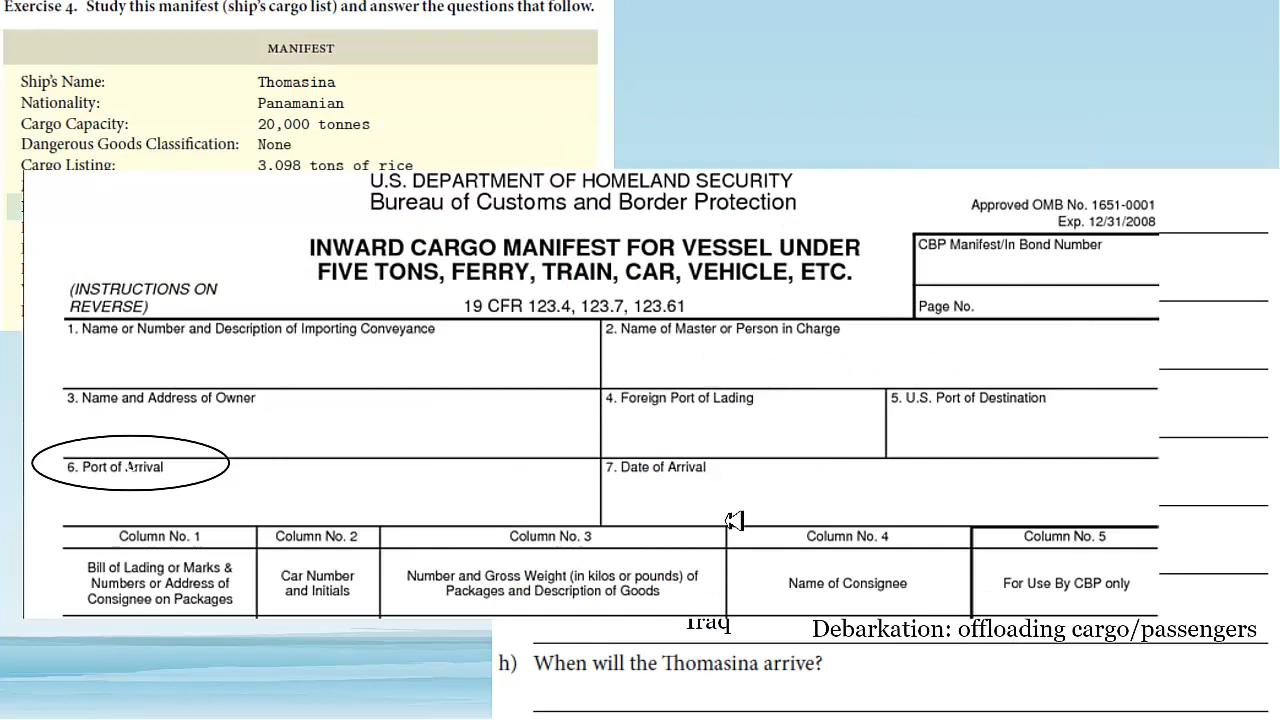 Exercise 4. Study this manifest (ship's cargo list) and answer the questions that follow.
MANIFEST
Ship's Name: Thomasina
Nationality: Panamanian
Cargo Capacity: 20,000 tonnes
Dangerous Goods Classification: None
Cargo Listing: 3,098 tons of rice
U.S. DEPARTMENT OF HOMELAND SECURITY
Bureau of Customs and Border Protection
Approved OMB No. 1651-0001
Exp. 12/31/2008
INWARD CARGO MANIFEST FOR VESSEL UNDER
FIVE TONS, FERRY, TRAIN, CAR, VEHICLE, ETC.
CBP Manifest/In Bond Number
(INSTRUCTIONS ON
REVERSE)
19 CFR 123.4, 123.7, 123.61
Page No.
1. Name or Number and Description of Importing Conveyance
2. Name of Master or Person in Charge
3. Name and Address of Owner
4. Foreign Port of Lading
5. U.S. Port of Destination
6. Port of Arrival
7. Date of Arrival
Column No. 1
Column No. 2
Column No. 3
Column No. 4
Column No. 5
Bill of Lading or Marks &
Numbers or Address of
Consignee on Packages
Car Number
and Initials
Number and Gross Weight (in kilos or pounds) of
Packages and Description of Goods
Name of Consignee
For Use By CBP only
Iraq
Debarkation: offloading cargo/passengers
h) When will the Thomasina arrive?